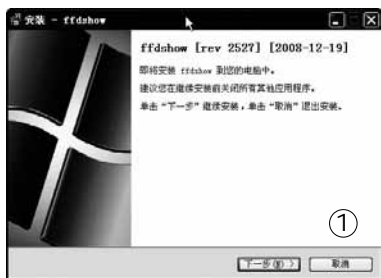 安装 - ffdshow
ffdshow [rev 2527] [2008-12-19]
即将安装 ffdshow 到您的电脑中。
建议您在继续安装前关闭所有其他应用程序。
单击“下一步”继续安装，单击“取消”退出安装。
①
下一步(N) >
取消